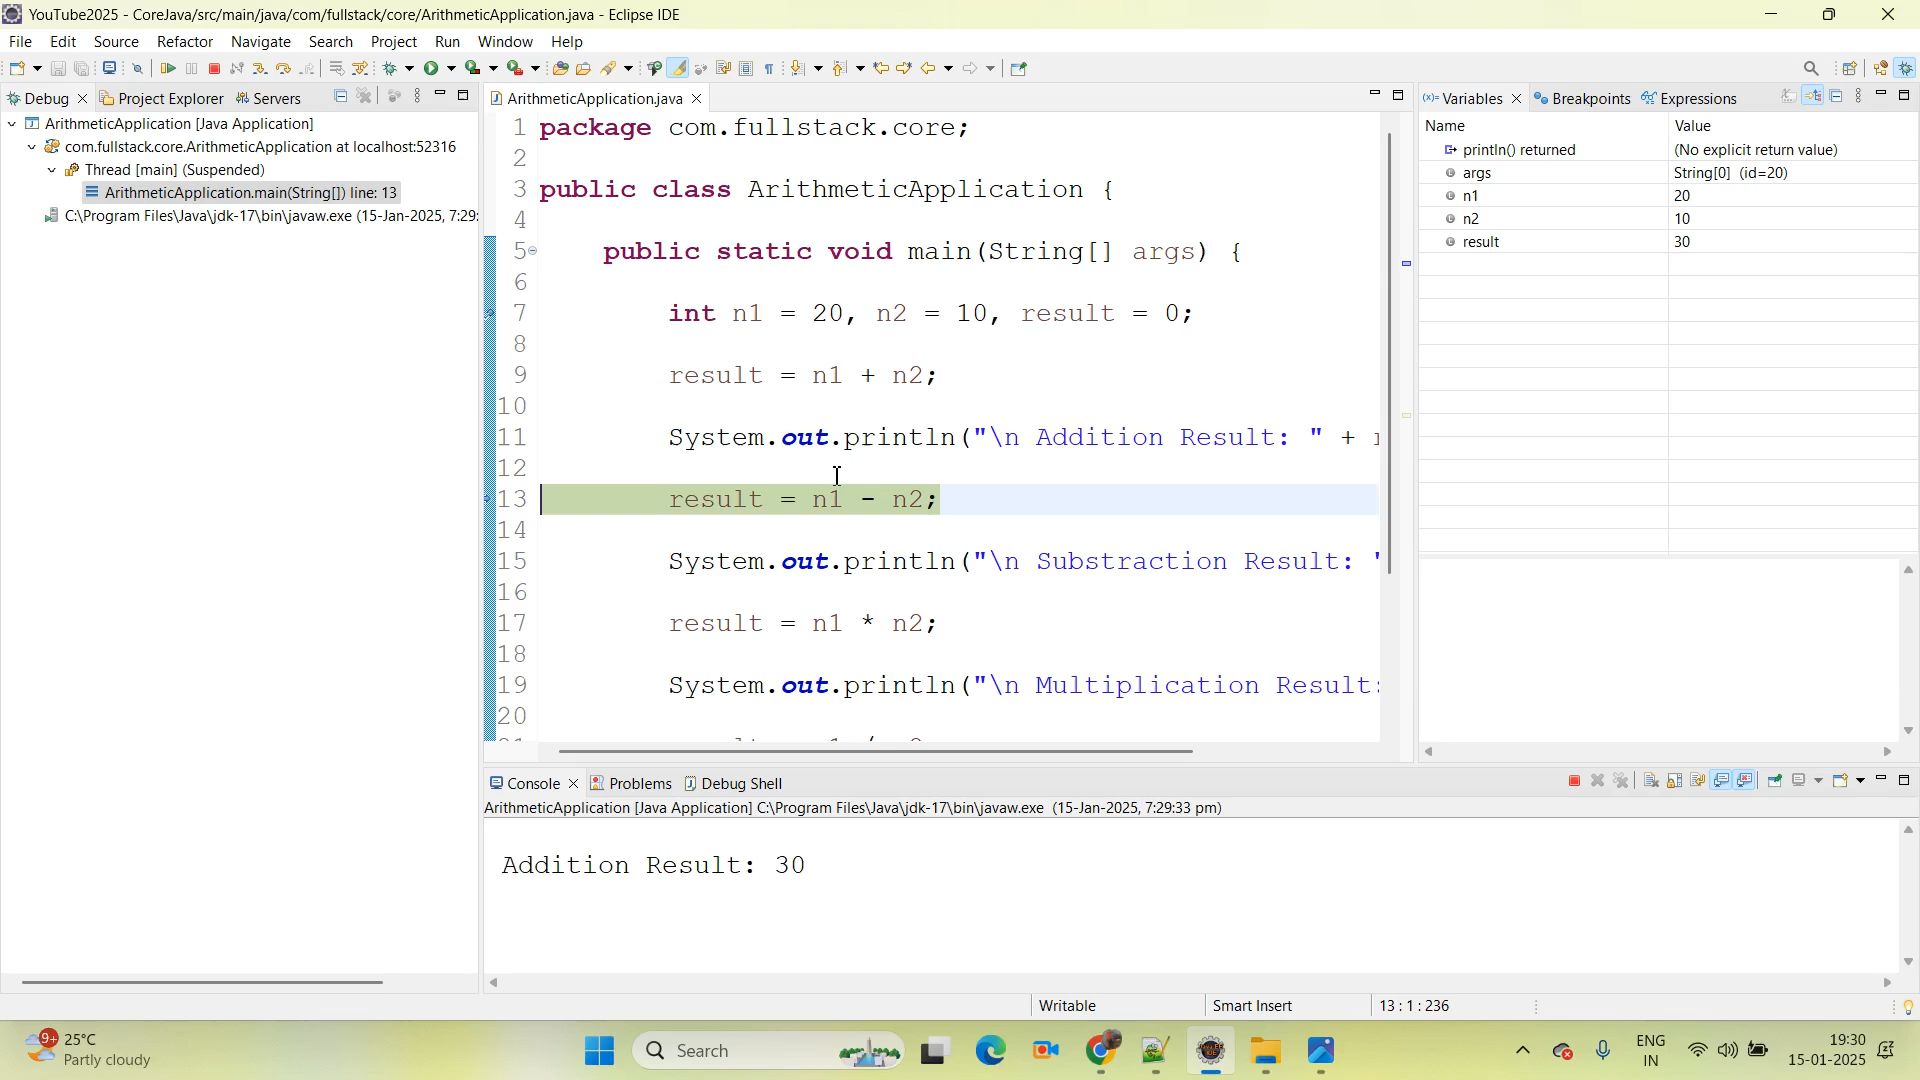 YouTube2025 - CoreJava/src/main/java/com/fullstack/core/ArithmeticApplication.java - Eclipse IDE
File Edit Source Refactor Navigate Search Project Run Window Help
Debug Project Explorer Servers
ArithmeticApplication [Java Application]
com.fullstack.core.ArithmeticApplication at localhost:52316
Thread [main] (Suspended)
ArithmeticApplication.main(String[]) line: 13
C:\Program Files\Java\jdk-17\bin\javaw.exe (15-Jan-2025, 7:29:
ArithmeticApplication.java
1 package com.fullstack.core;
2
3 public class ArithmeticApplication {
4
5 public static void main(String[] args) {
6
7 int n1 = 20, n2 = 10, result = 0;
8
9 result = n1 + n2;
10
11 System.out.println("\n Addition Result: " +
12
13 result = n1 - n2;
14
15 System.out.println("\n Substraction Result: "
16
17 result = n1 * n2;
18
19 System.out.println("\n Multiplication Result:
20
(x)= Variables Breakpoints Expressions
Name Value
println() returned (No explicit return value)
args String[0] (id=20)
n1 20
n2 10
result 30
Console Problems Debug Shell
ArithmeticApplication [Java Application] C:\Program Files\Java\jdk-17\bin\javaw.exe (15-Jan-2025, 7:29:33 pm)
Addition Result: 30
Writable Smart Insert 13 : 1 : 236
9+ 25°C
Partly cloudy
Search
ENG
IN
19:30
15-01-2025